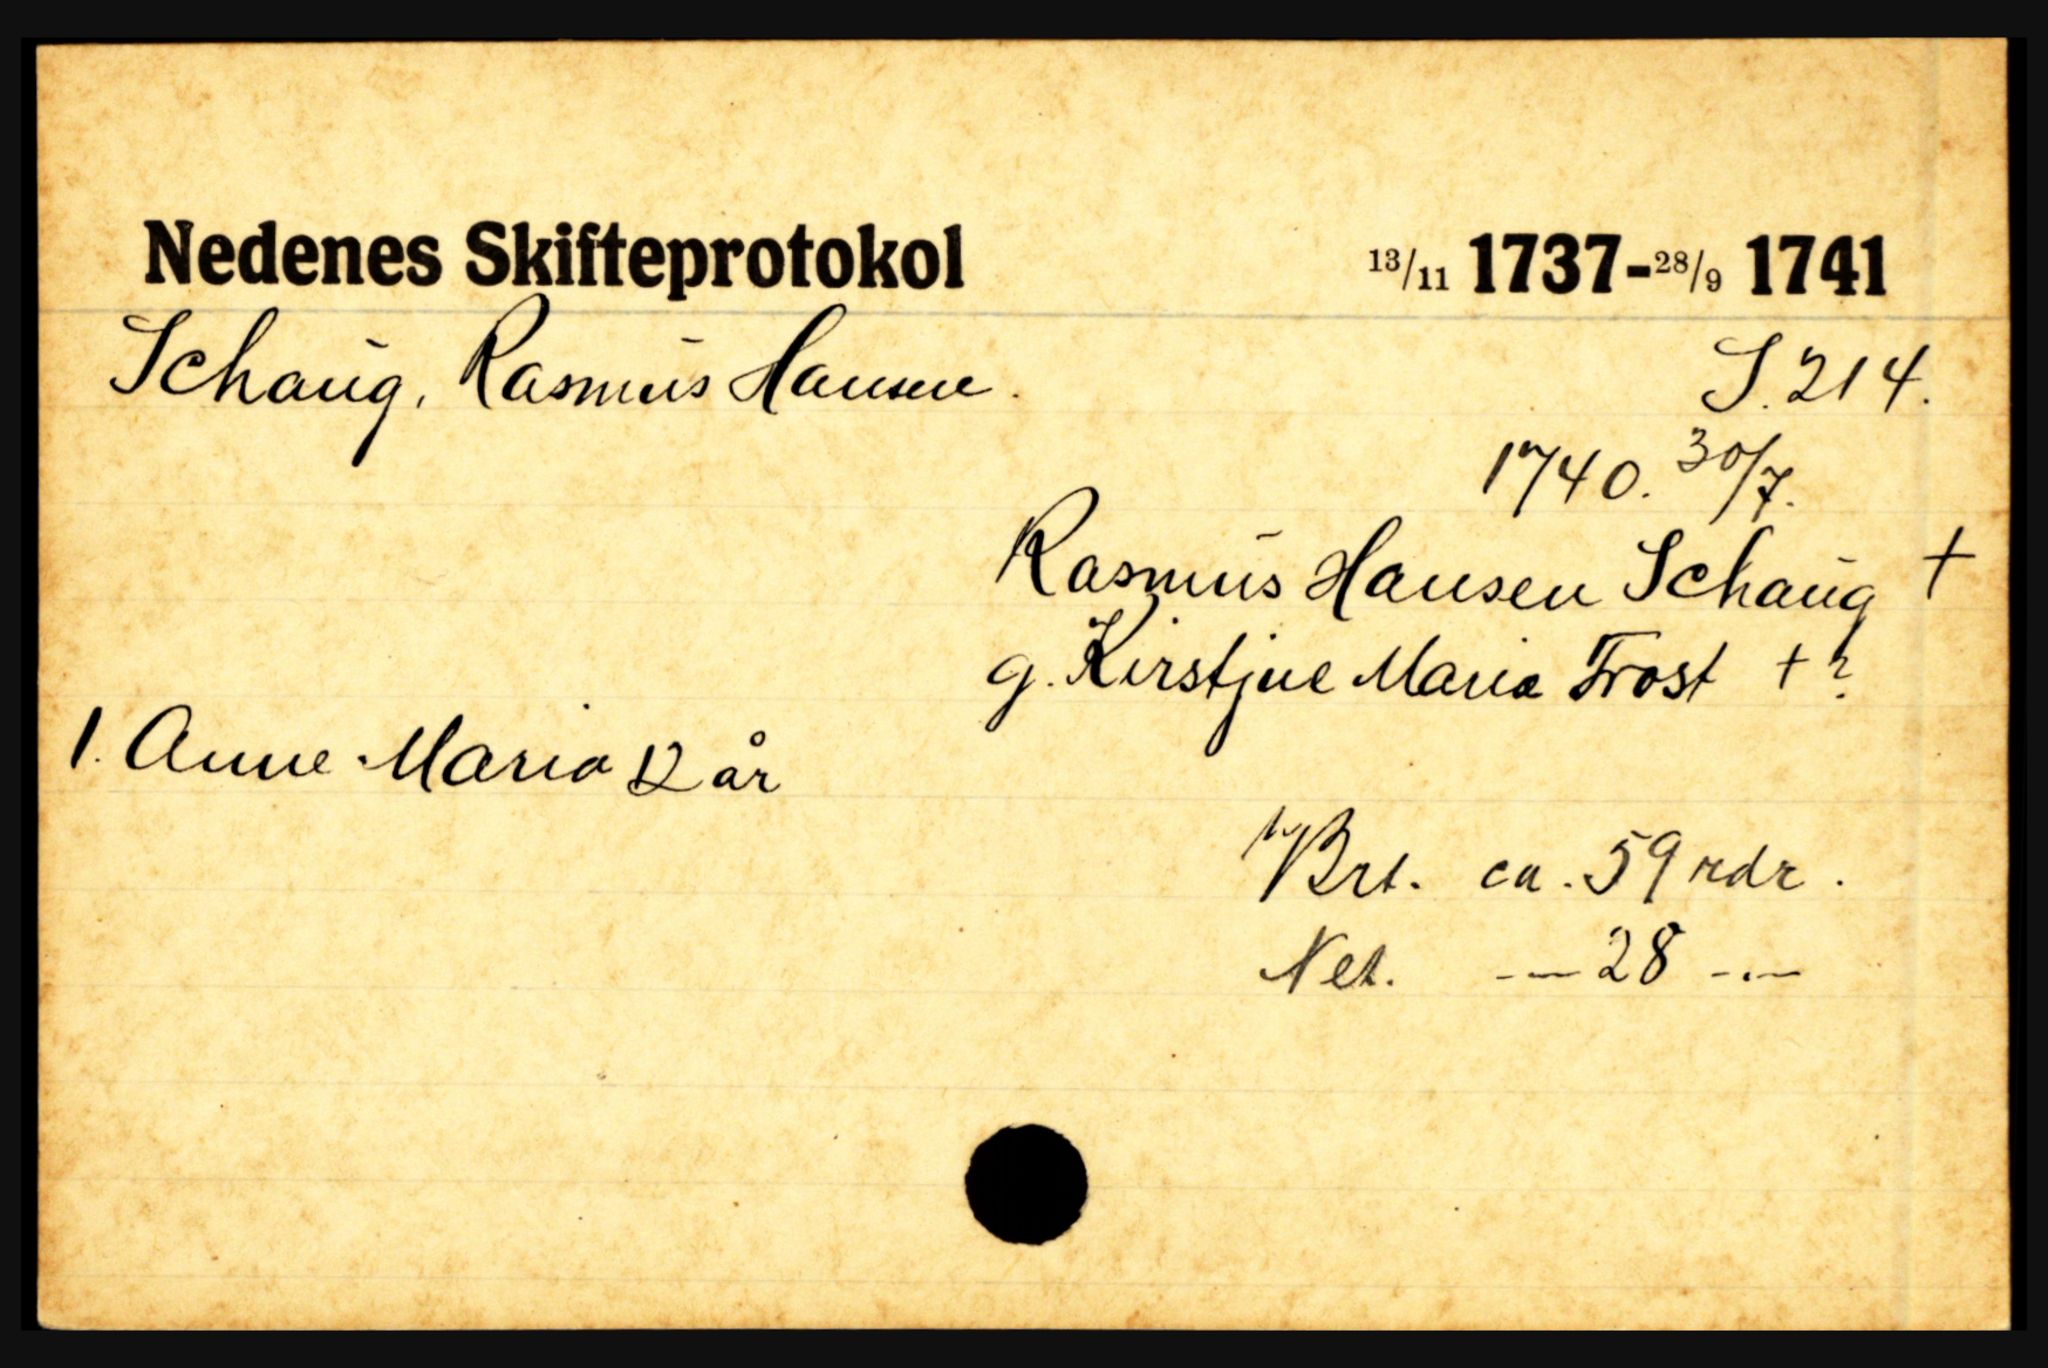 Nedenes Skifteprotokol 13/11 1737-28/9 1741
Schaug, Rasmus Hansen. S. 214.
1740. 30/7.
Rasmus Hansen Schaug +
g. Kirstine Maria Frost + ?
1. Anne Maria 12 år
Brt. ca. 59 rdr.
Net. -— 28 -.—